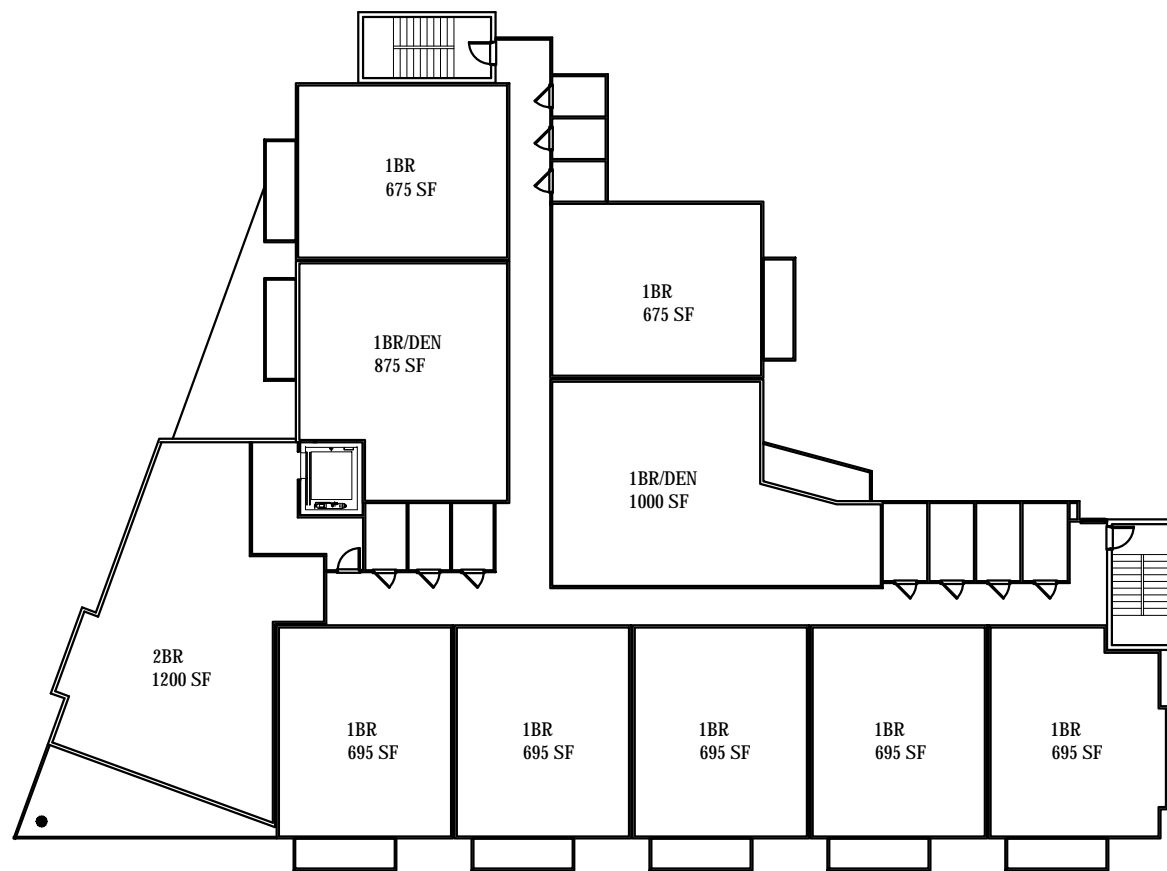 1BR
675 SF
1BR
675 SF
1BR/DEN
875 SF
1BR/DEN
1000 SF
2BR
1200 SF
1BR
695 SF
1BR
695 SF
1BR
695 SF
1BR
695 SF
1BR
695 SF